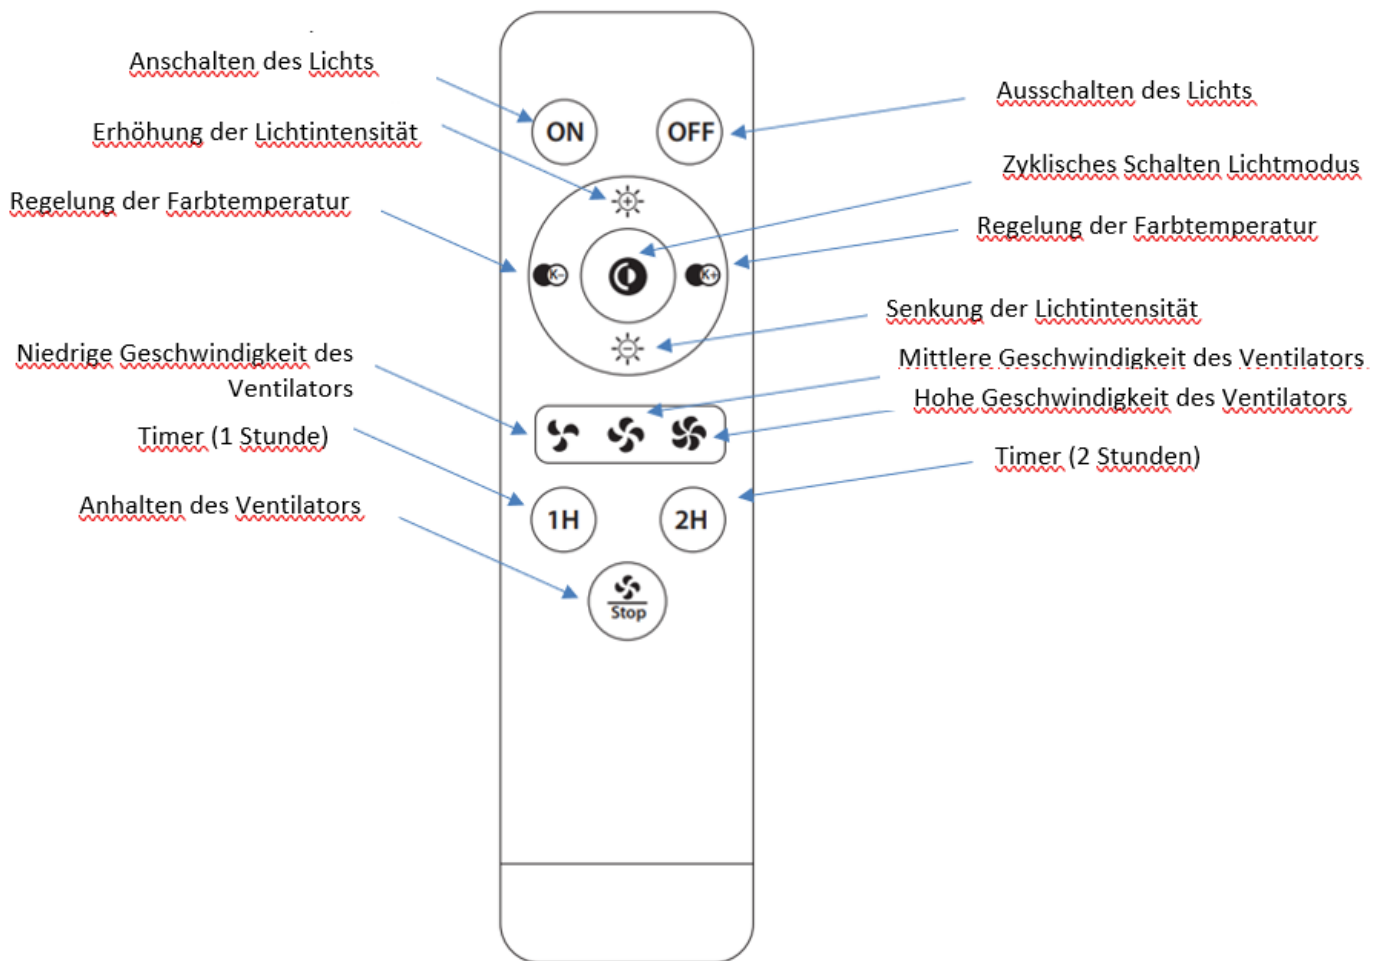 Anschalten des Lichts
Ausschalten des Lichts
ON
OFF
Erhöhung der Lichtintensität
Zyklisches Schalten Lichtmodus
Regelung der Farbtemperatur
Regelung der Farbtemperatur
K-
K+
Senkung der Lichtintensität
Niedrige Geschwindigkeit des
Ventilators
Mittlere Geschwindigkeit des Ventilators
Hohe Geschwindigkeit des Ventilators
Timer (1 Stunde)
Timer (2 Stunden)
Anhalten des Ventilators
1H
2H
Stop